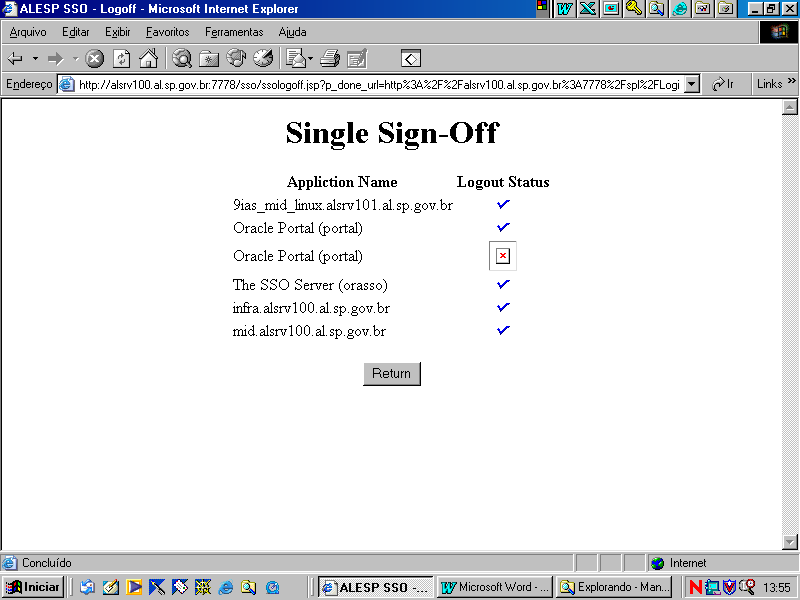 ALESP SSO - Logoff - Microsoft Internet Explorer
Arquivo Editar Exibir Favoritos Ferramentas Ajuda
Endereço http://alsrv100.al.sp.gov.br:7778/sso/ssologoff.jsp?p_done_url=http%3A%2F%2Falsrv100.al.sp.gov.br%3A7778%2Fspl%2FLogi Ir Links »
Single Sign-Off
Appliction Name Logout Status
9ias_mid_linux.alsrv101.al.sp.gov.br
Oracle Portal (portal)
Oracle Portal (portal)
The SSO Server (orasso)
infra.alsrv100.al.sp.gov.br
mid.alsrv100.al.sp.gov.br
Return
Concluído Internet
Iniciar ALESP SSO -... Microsoft Word - ... Explorando - Man... 13:55